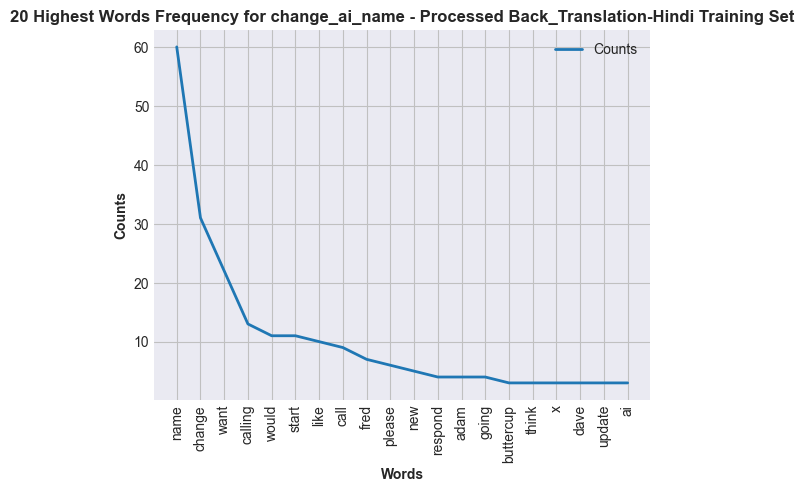 20 Highest Words Frequency for change_ai_name - Processed Back_Translation-Hindi Training Set
Counts
60
50
40
30
20
10
Counts
name
change
want
calling
would
start
like
call
fred
please
new
respond
adam
going
buttercup
think
x
dave
update
ai
Words